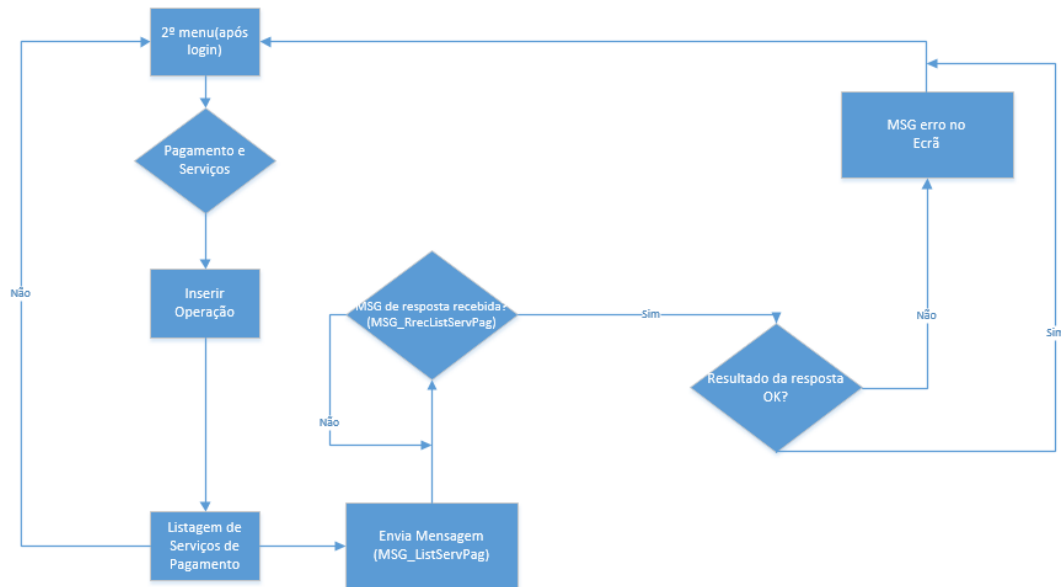 2º menu(após
login)
Pagamento e
Serviços
Inserir
Operação
Listagem de
Serviços de
Pagamento
Não
Envia Mensagem
(MSG_ListServPag)
MSG de resposta recebida?
(MSG_RrecListServPag)
Não
Sim
Resultado da resposta
OK?
Não
Sim
MSG erro no
Ecrã